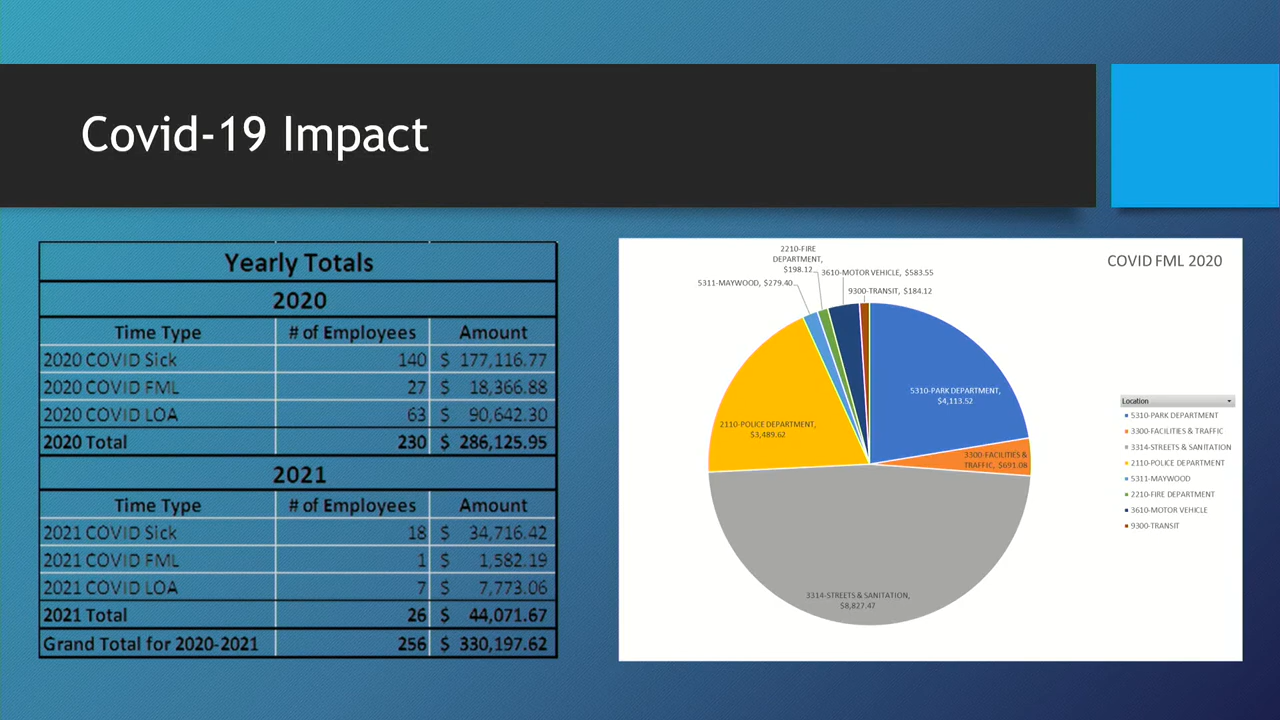 Covid-19 Impact
Yearly Totals
2020
Time Type # of Employees Amount
2020 COVID Sick 140 $ 177,116.77
2020 COVID FML 27 $ 18,366.88
2020 COVID LOA 63 $ 90,642.30
2020 Total 230 $ 286,125.95
2021
Time Type # of Employees Amount
2021 COVID Sick 18 $ 34,716.42
2021 COVID FML 1 $ 1,582.19
2021 COVID LOA 7 $ 7,773.06
2021 Total 26 $ 44,071.67
Grand Total for 2020-2021 256 $ 330,197.62
COVID FML 2020
2210-FIRE
DEPARTMENT,
$198.12
3610-MOTOR VEHICLE, $583.55
5311-MAYWOOD, $279.40
9300-TRANSIT, $184.12
5310-PARK DEPARTMENT,
$4,113.52
2110-POLICE DEPARTMENT,
$3,489.62
3300-FACILITIES &
TRAFFIC, $691.08
3314-STREETS & SANITATION,
$8,827.47
Location
5310-PARK DEPARTMENT
3300-FACILITIES & TRAFFIC
3314-STREETS & SANITATION
2110-POLICE DEPARTMENT
5311-MAYWOOD
2210-FIRE DEPARTMENT
3610-MOTOR VEHICLE
9300-TRANSIT